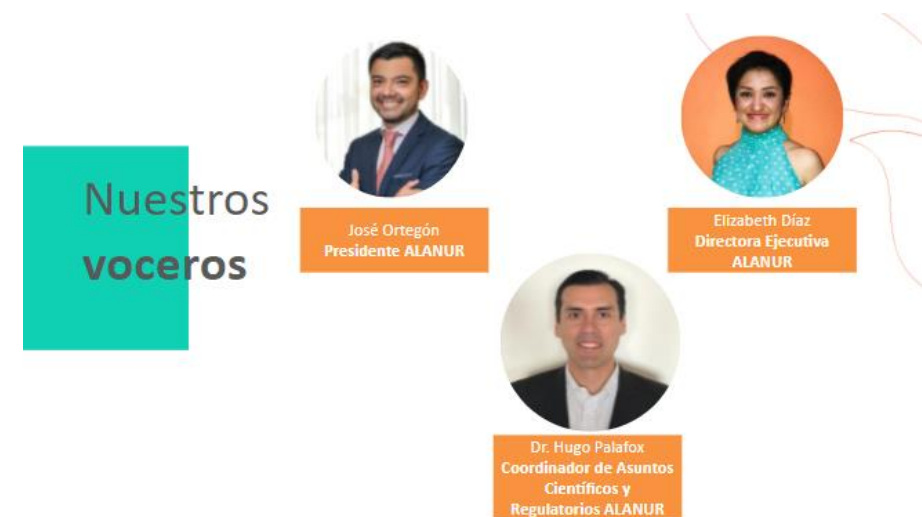 Nuestros
voceros
José Ortegón
Presidente ALANUR
Elizabeth Díaz
Directora Ejecutiva
ALANUR
Dr. Hugo Palafox
Coordinador de Asuntos
Científicos y
Regulatorios ALANUR